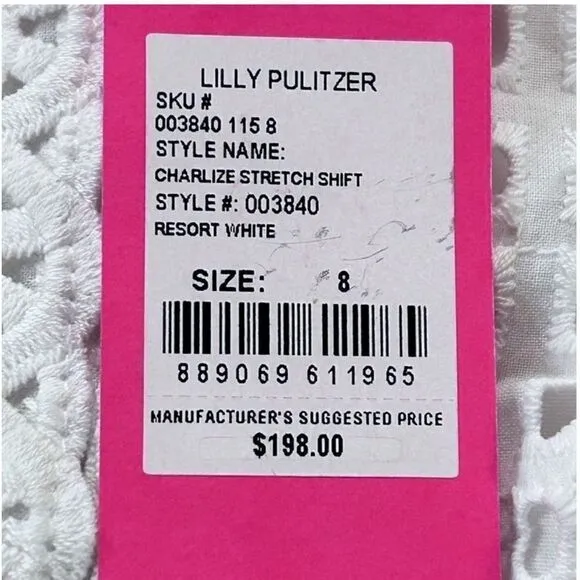 LILLY PULITZER
SKU #
003840 115 8
STYLE NAME:
CHARLIZE STRETCH SHIFT
STYLE #: 003840
RESORT WHITE
SIZE: 8
889069 611965
MANUFACTURER'S SUGGESTED PRICE
$198.00